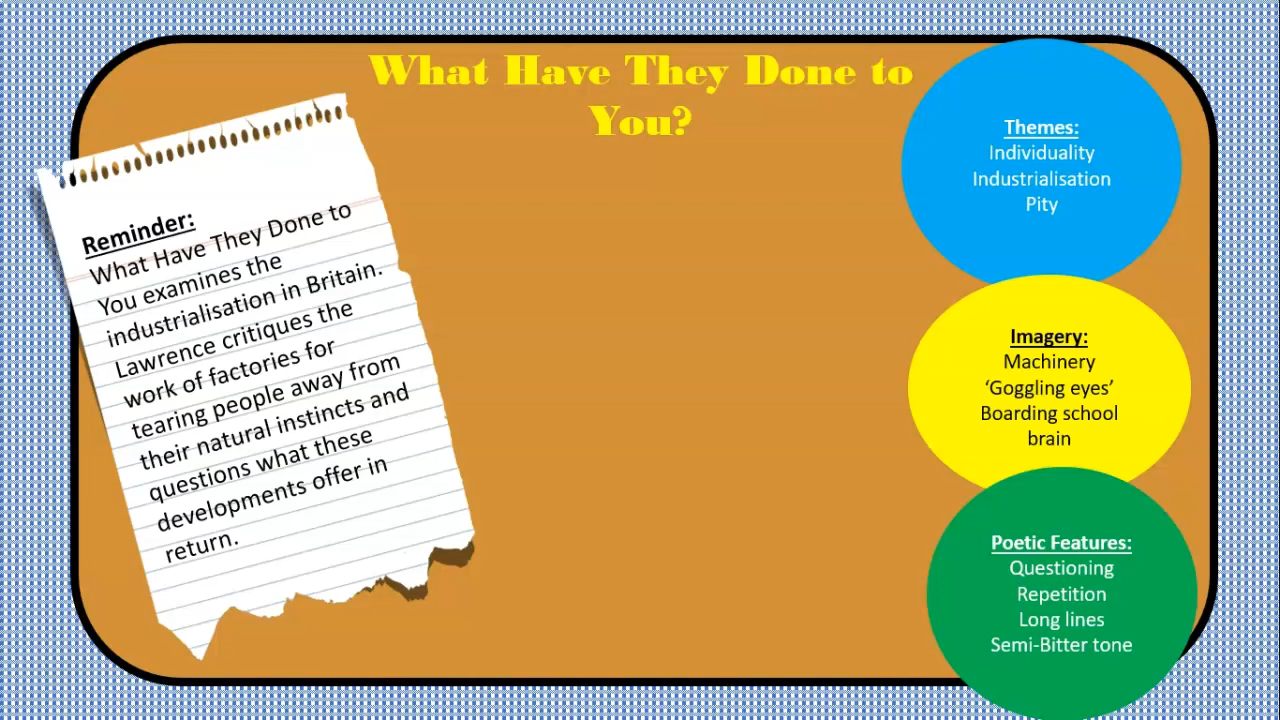 What Have They Done to
You?
Reminder:
What Have They Done to
You examines the
industrialisation in Britain.
Lawrence critiques the
work of factories for
tearing people away from
their natural instincts and
questions what these
developments offer in
return.
Themes:
Individuality
Industrialisation
Pity
Imagery:
Machinery
‘Goggling eyes’
Boarding school
brain
Poetic Features:
Questioning
Repetition
Long lines
Semi-Bitter tone